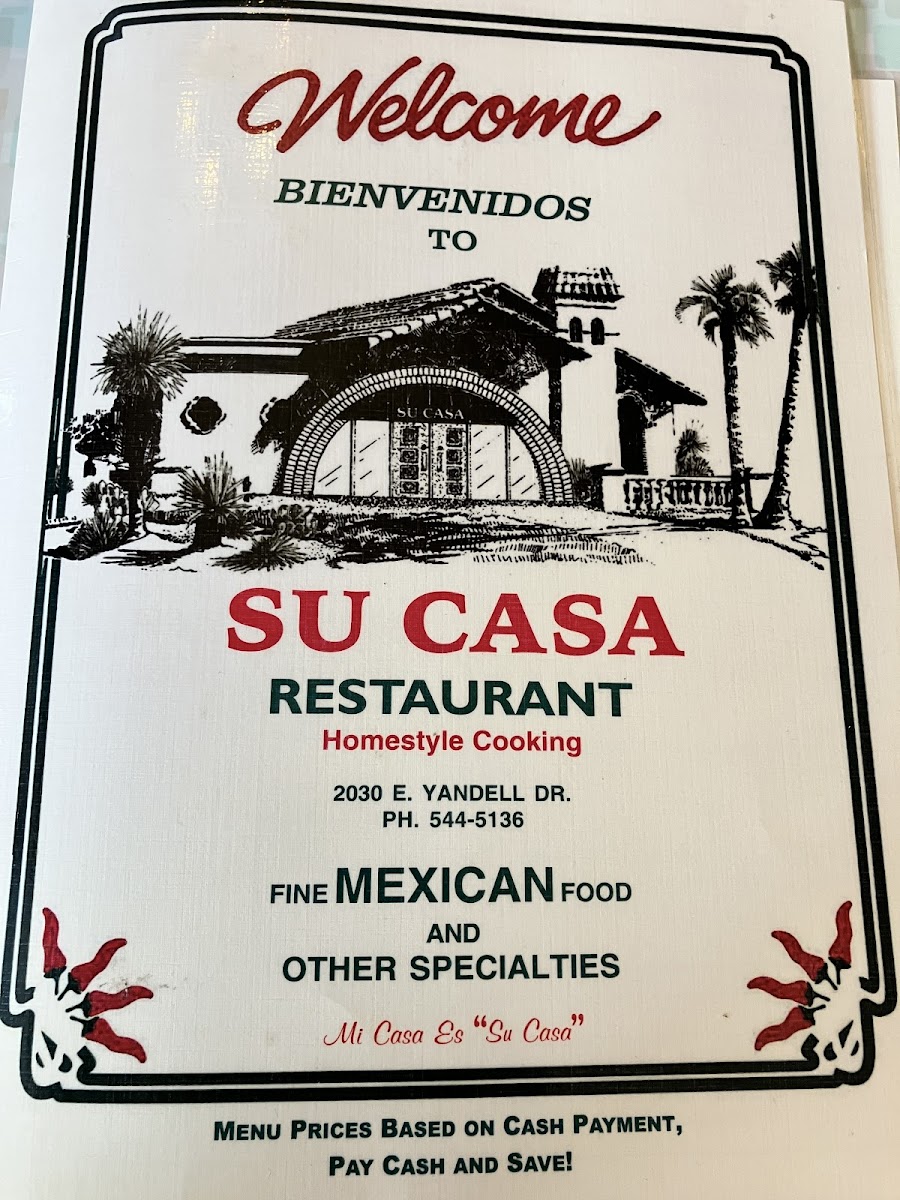 Welcome
BIENVENIDOS
TO
SU CASA
SU CASA
RESTAURANT
Homestyle Cooking
2030 E. YANDELL DR.
PH. 544-5136
FINE MEXICAN FOOD
AND
OTHER SPECIALTIES
Mi Casa Es "Su Casa"
MENU PRICES BASED ON CASH PAYMENT,
PAY CASH AND SAVE!